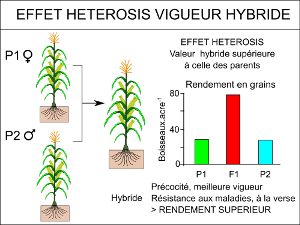 EFFET HETEROSIS VIGUEUR HYBRIDE
P1 ♀
P2 ♂
EFFET HETEROSIS
Valeur hybride supérieure
à celle des parents
Rendement en grains
Boisseaux.acre⁻¹
80
40
0
P1 F1 P2
Hybride
Précocité, meilleure vigueur
Résistance aux maladies, à la verse
> RENDEMENT SUPERIEUR